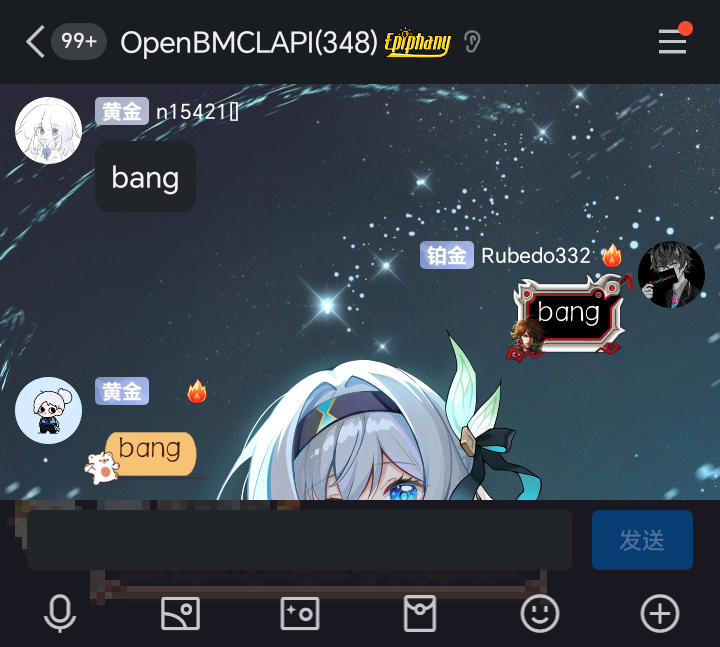 99+ OpenBMCLAPI(348) Epiphany
黄金 n15421[]
bang
铂金 Rubedo332
bang
黄金
bang
发送